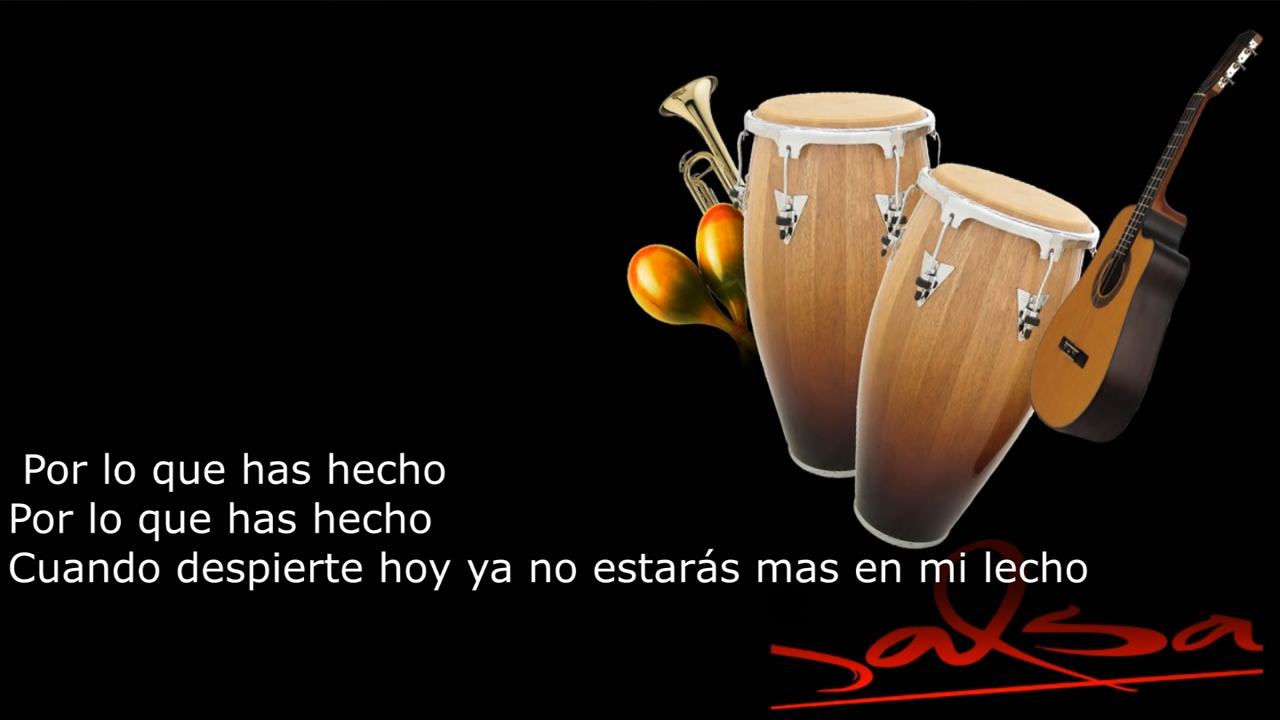 Por lo que has hecho
Por lo que has hecho
Cuando despierte hoy ya no estarás mas en mi lecho
salsa